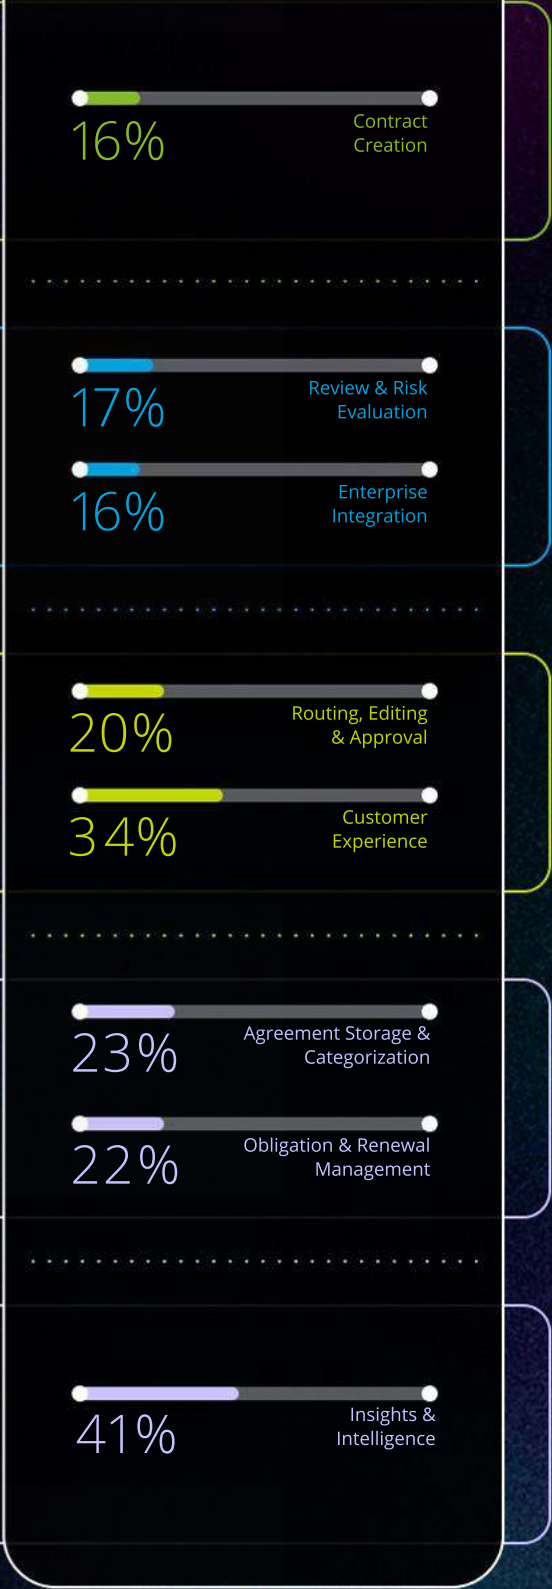 16%
Contract
Creation
17%
Review & Risk
Evaluation
16%
Enterprise
Integration
20%
Routing, Editing
& Approval
34%
Customer
Experience
23%
Agreement Storage &
Categorization
22%
Obligation & Renewal
Management
41%
Insights &
Intelligence